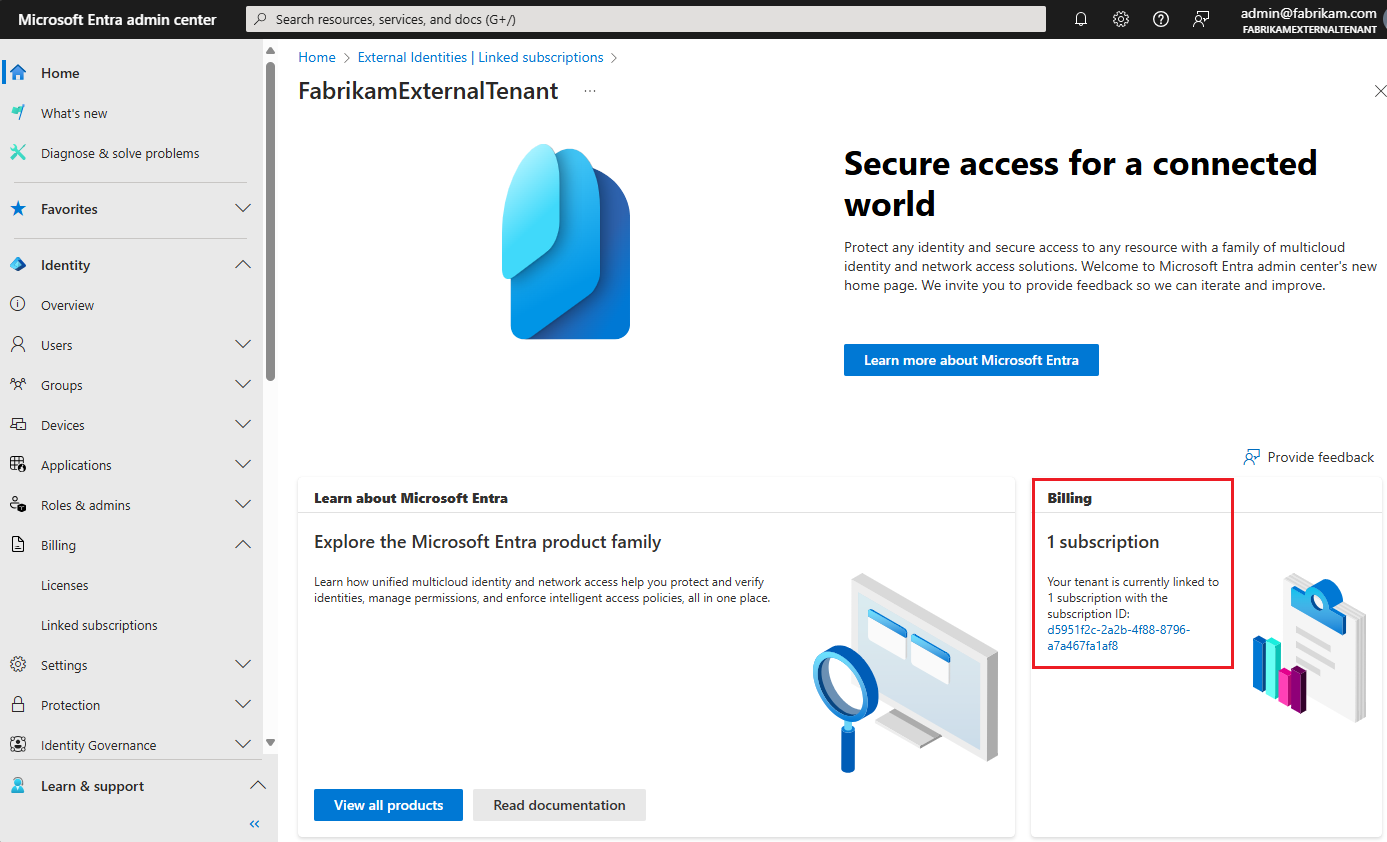 Microsoft Entra admin center
Search resources, services, and docs (G+/)
admin@fabrikam.com
FABRIKAMEXTERNALTENANT
Home
What's new
Diagnose & solve problems
Favorites
Identity
Overview
Users
Groups
Devices
Applications
Roles & admins
Billing
Licenses
Linked subscriptions
Settings
Protection
Identity Governance
Learn & support
Home > External Identities | Linked subscriptions >
FabrikamExternalTenant ...
Secure access for a connected
world
Protect any identity and secure access to any resource with a family of multicloud
identity and network access solutions. Welcome to Microsoft Entra admin center's new
home page. We invite you to provide feedback so we can iterate and improve.
Learn more about Microsoft Entra
Provide feedback
Learn about Microsoft Entra
Explore the Microsoft Entra product family
Learn how unified multicloud identity and network access help you protect and verify
identities, manage permissions, and enforce intelligent access policies, all in one place.
View all products
Read documentation
Billing
1 subscription
Your tenant is currently linked to
1 subscription with the
subscription ID:
d5951f2c-2a2b-4f88-8796-
a7a467fa1af8